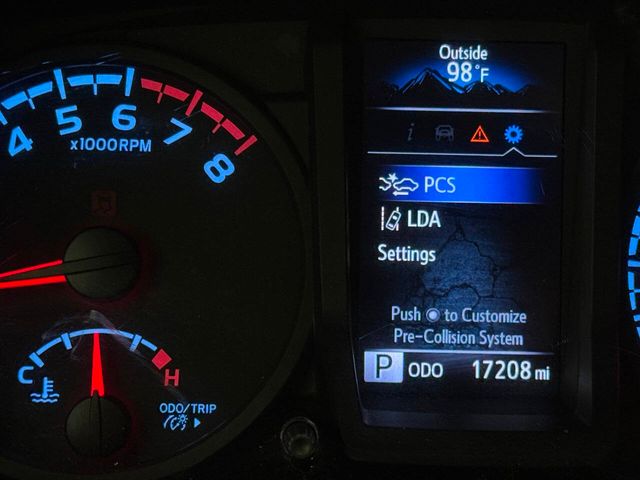 4 5 6 7 8
x1000RPM
C H
ODO/TRIP
Outside
98°F
i
PCS
LDA
Settings
Push to Customize
Pre-Collision System
P ODO 17208 mi